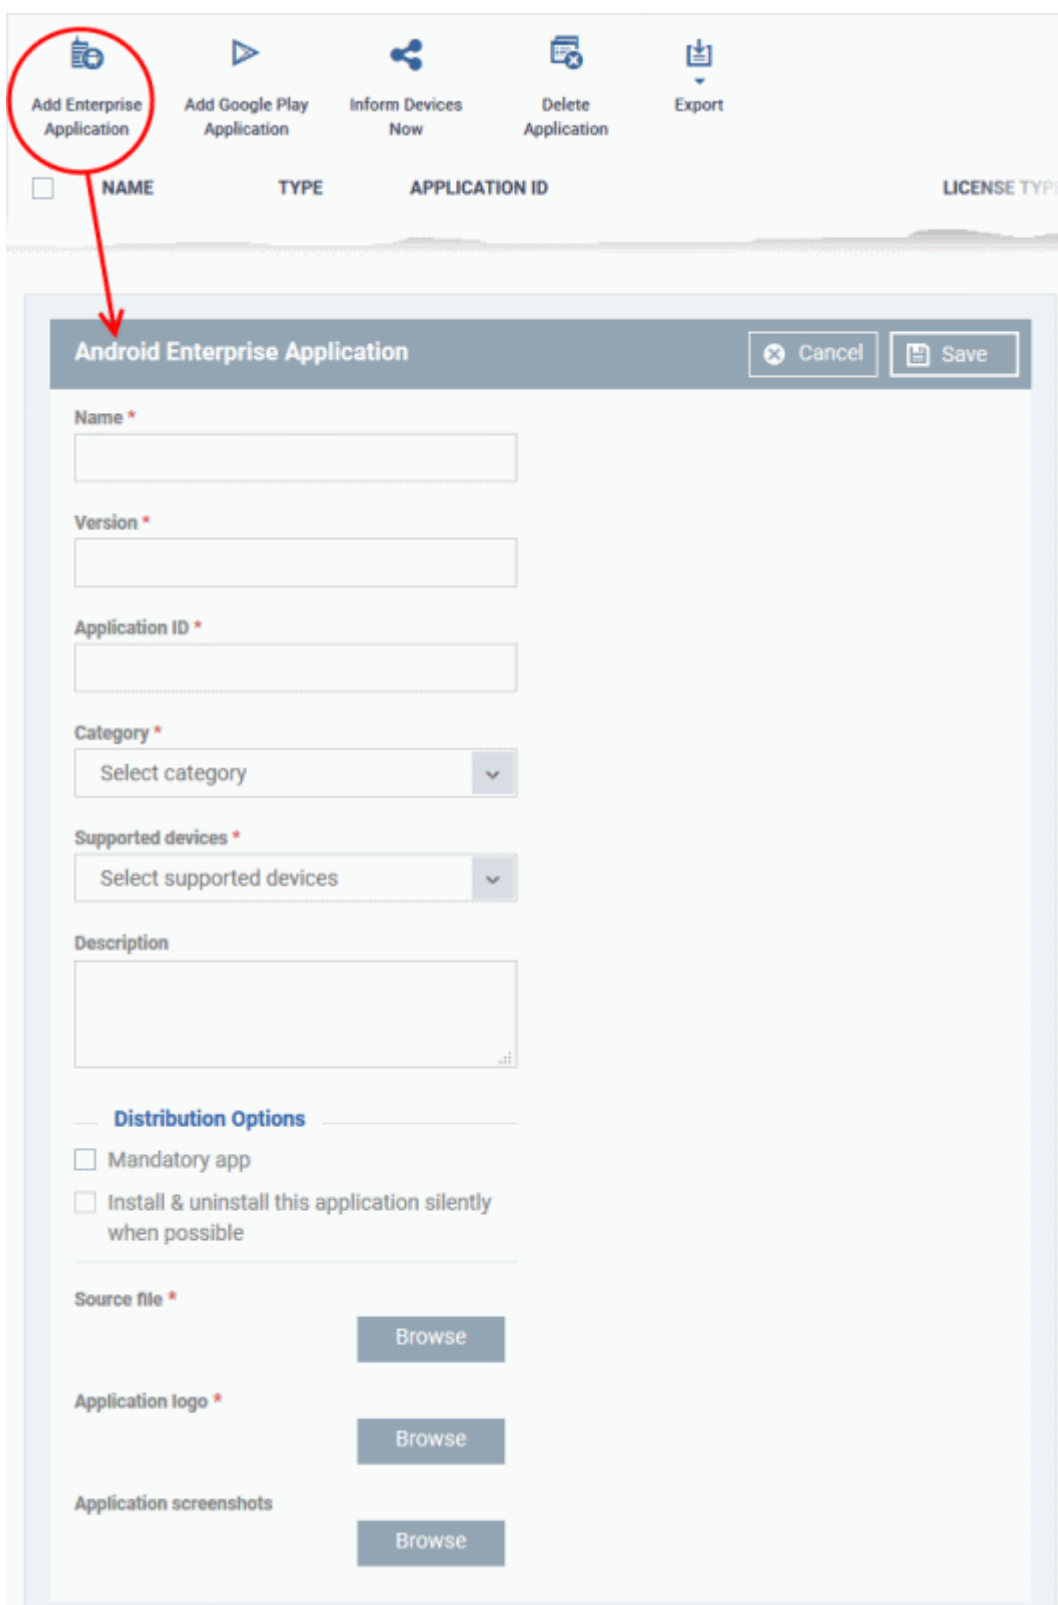 Add Enterprise Application
Add Google Play Application
Inform Devices Now
Delete Application
Export
NAME TYPE APPLICATION ID LICENSE TYPE
Android Enterprise Application Cancel Save
Name *
Version *
Application ID *
Category *
Select category
Supported devices *
Select supported devices
Description
Distribution Options
Mandatory app
Install & uninstall this application silently
when possible
Source file *
Browse
Application logo *
Browse
Application screenshots
Browse